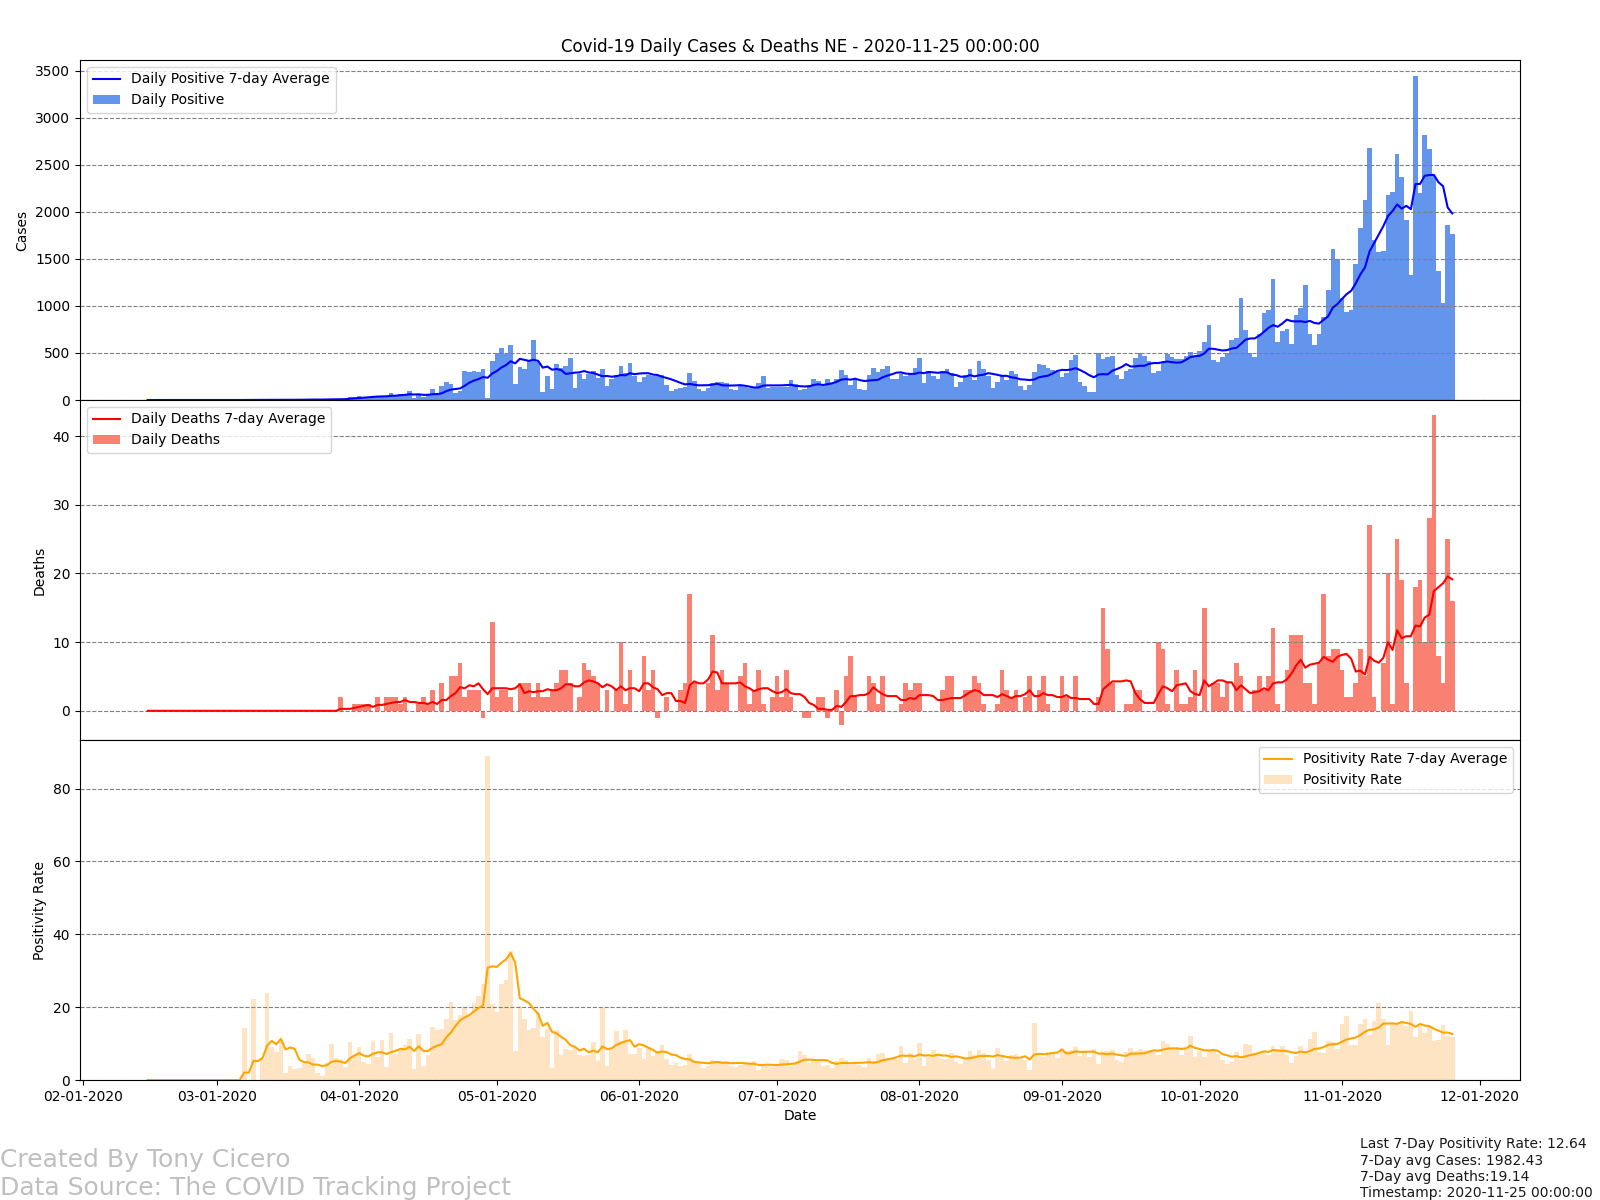 Covid-19 Daily Cases & Deaths NE - 2020-11-25 00:00:00
Daily Positive 7-day Average
Daily Positive
3500
3000
2500
2000
1500
1000
500
0
Cases
Daily Deaths 7-day Average
Daily Deaths
40
30
20
10
0
Deaths
Positivity Rate 7-day Average
Positivity Rate
80
60
40
20
0
Positivity Rate
02-01-2020 03-01-2020 04-01-2020 05-01-2020 06-01-2020 07-01-2020 08-01-2020 09-01-2020 10-01-2020 11-01-2020 12-01-2020
Date
Created By Tony Cicero
Data Source: The COVID Tracking Project
Last 7-Day Positivity Rate: 12.64
7-Day avg Cases: 1982.43
7-Day avg Deaths:19.14
Timestamp: 2020-11-25 00:00:00